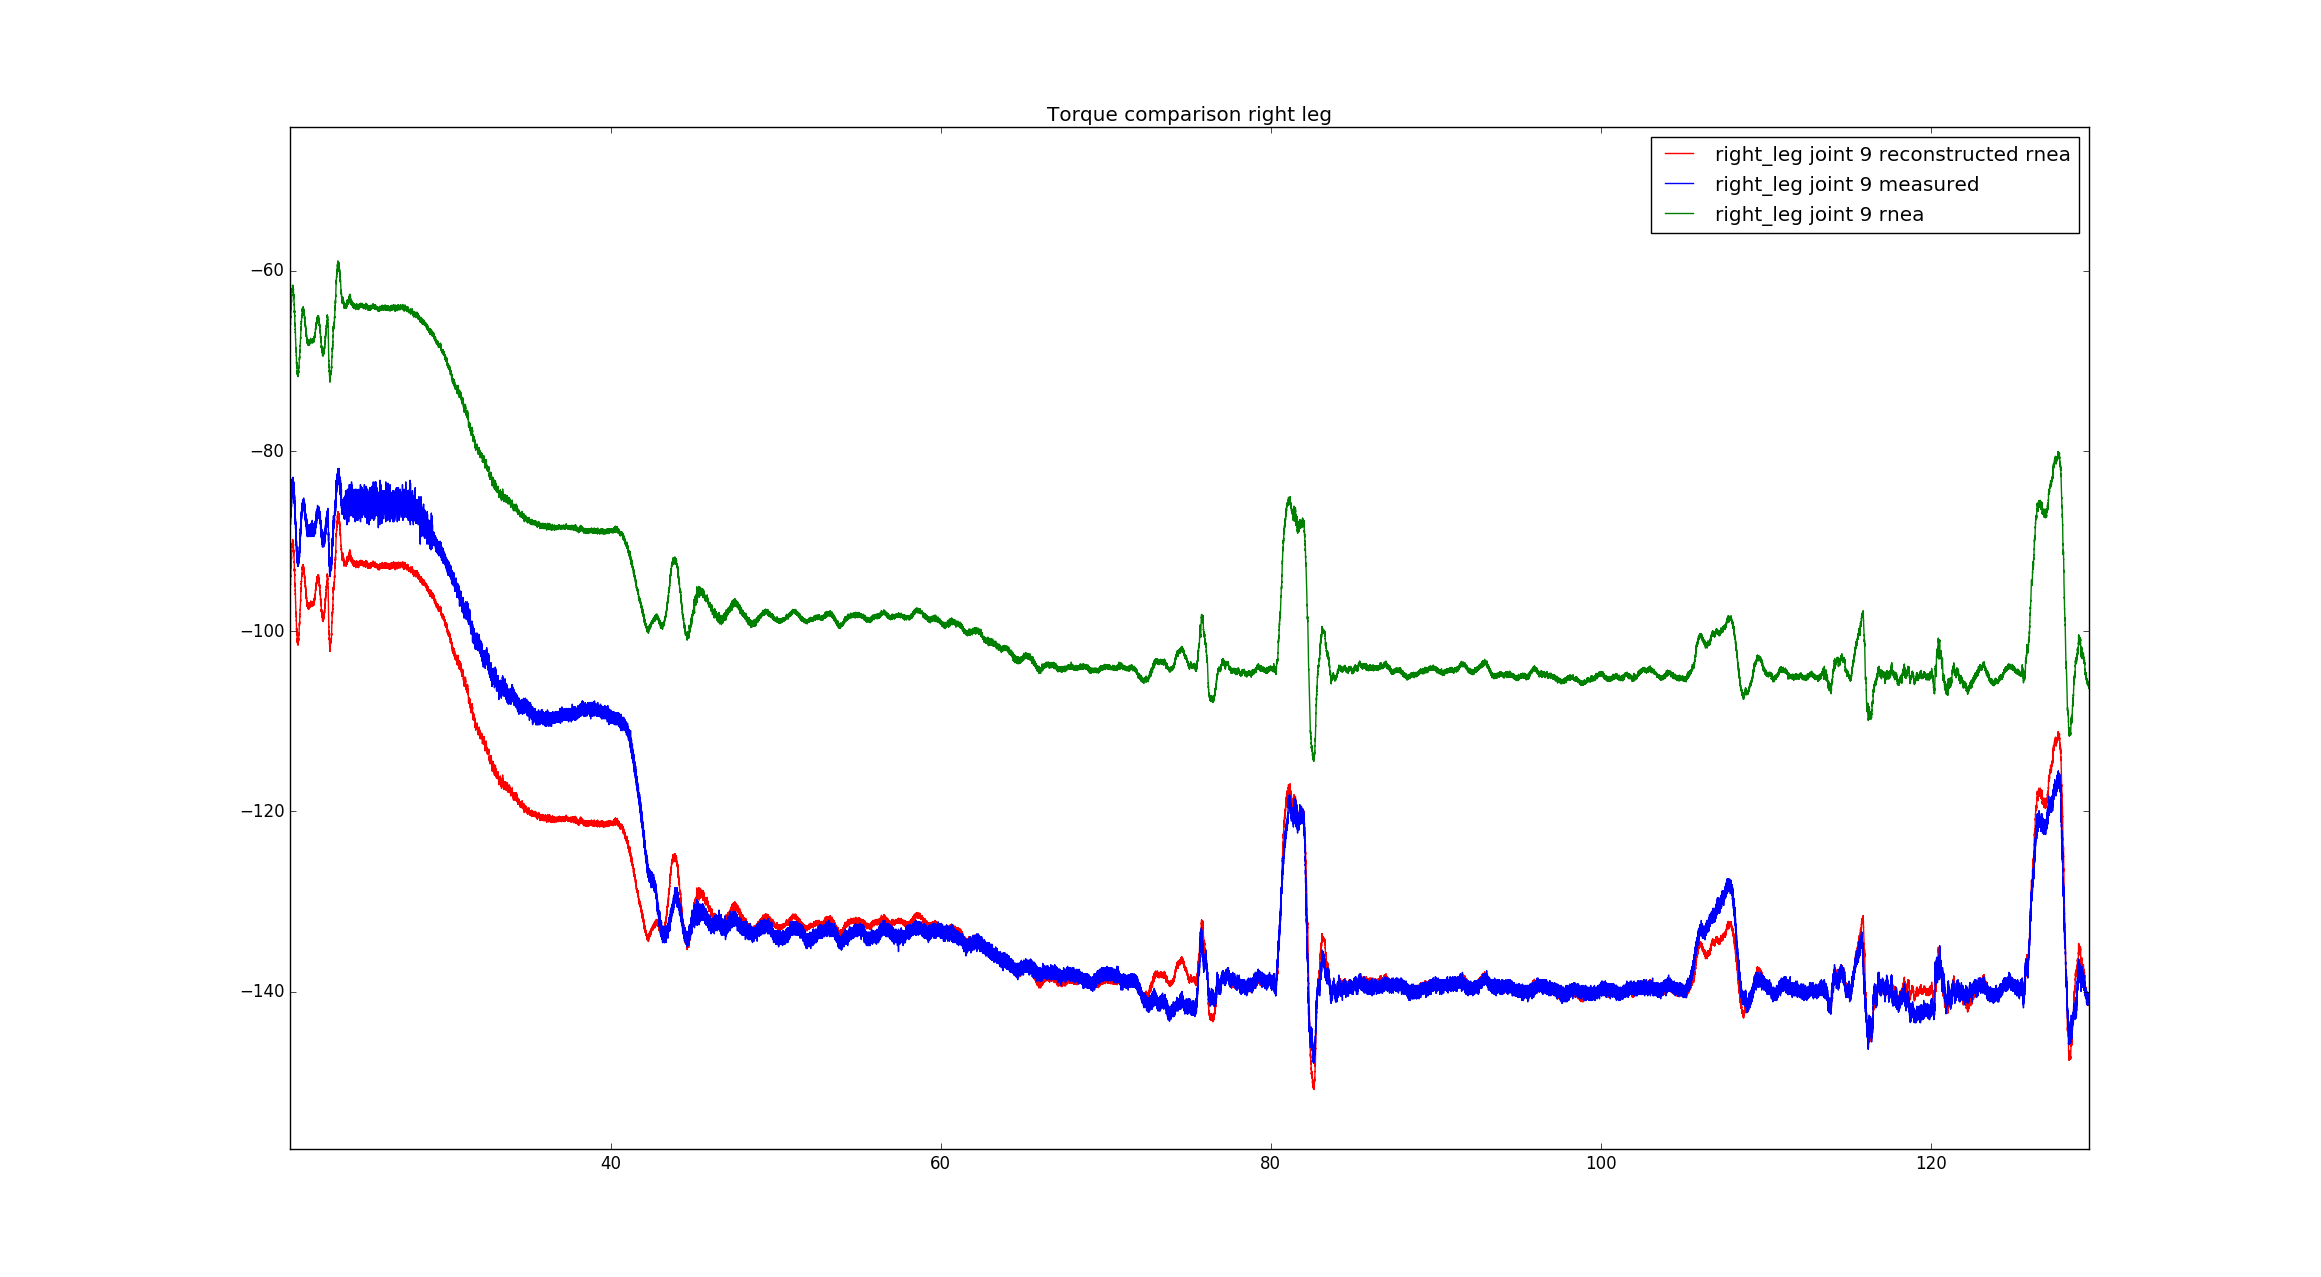 Torque comparison right leg
right_leg joint 9 reconstructed rnea
right_leg joint 9 measured
right_leg joint 9 rnea
−60
−80
−100
−120
−140
40 60 80 100 120